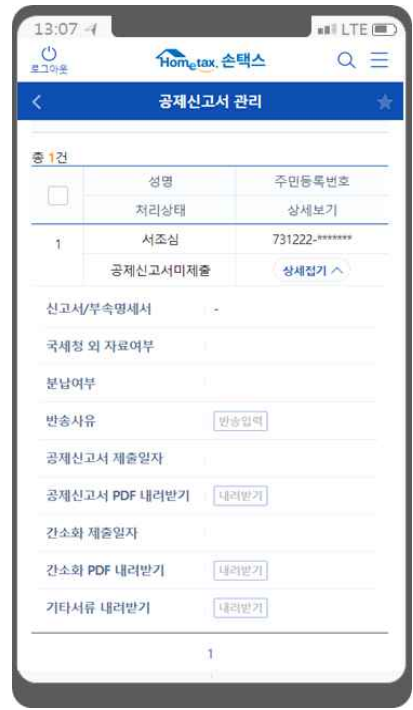 13:07 LTE
로그아웃 Hometax. 손택스
공제신고서 관리
총 1건
성명 주민등록번호
처리상태 상세보기
1 서조심 731222-*******
공제신고서미제출 상세접기
신고서/부속명세서 -
국세청 외 자료여부
분납여부
반송사유 반송입력
공제신고서 제출일자
공제신고서 PDF 내려받기 내려받기
간소화 제출일자
간소화 PDF 내려받기 내려받기
기타서류 내려받기 내려받기
1